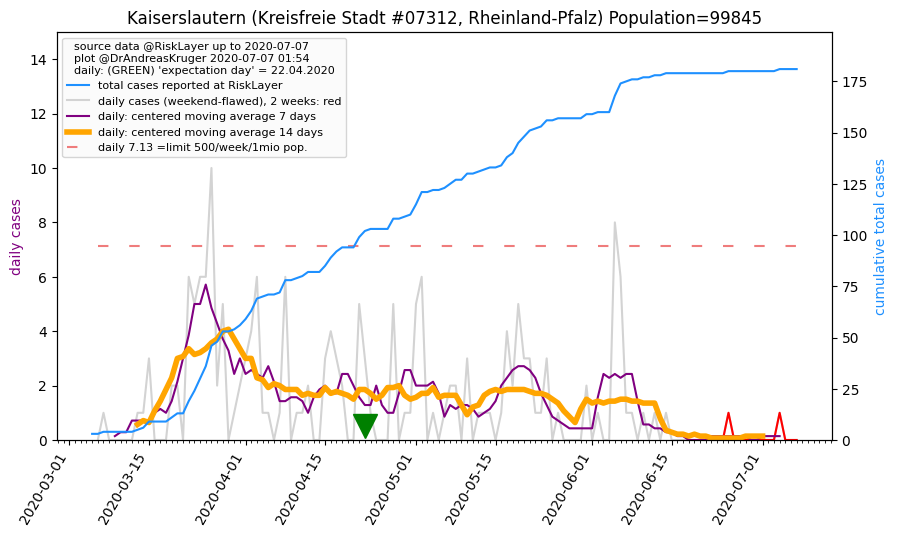 Kaiserslautern (Kreisfreie Stadt #07312, Rheinland-Pfalz) Population=99845
source data @RiskLayer up to 2020-07-07
plot @DrAndreasKruger 2020-07-07 01:54
daily: (GREEN) 'expectation day' = 22.04.2020
total cases reported at RiskLayer
daily cases (weekend-flawed), 2 weeks: red
daily: centered moving average 7 days
daily: centered moving average 14 days
daily 7.13 =limit 500/week/1mio pop.
daily cases
14
12
10
8
6
4
2
0
cumulative total cases
175
150
125
100
75
50
25
0
2020-03-01
2020-03-15
2020-04-01
2020-04-15
2020-05-01
2020-05-15
2020-06-01
2020-06-15
2020-07-01